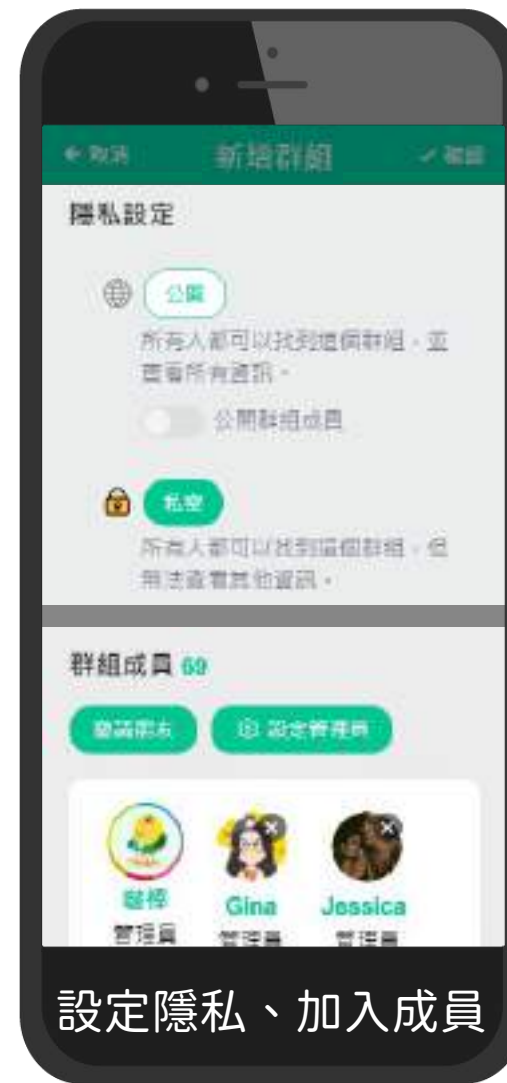 取消 新增群組 確認
隱私設定
公開
所有人都可以找到這個群組，並
查看所有資訊。
公開群組成員
私密
所有人都可以找到這個群組，但
無法查看其他資訊。
群組成員 69
邀請朋友 設定管理員
Gina Jessica
管理員 管理員 管理員
設定隱私、加入成員